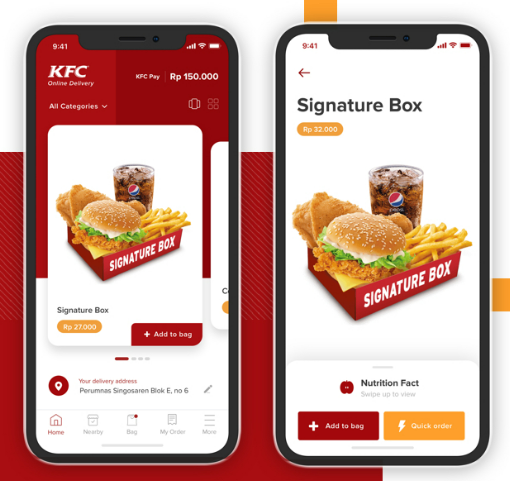 9:41
KFC
Online Delivery
KFC Pay
Rp 150.000
All Categories
SIGNATURE BOX
Signature Box
Rp 27.000
+ Add to bag
Your delivery address
Perumnas Singosaren Blok E, no 6
Home
Nearby
Bag
My Order
More
9:41
Signature Box
Rp 32.000
SIGNATURE BOX
Nutrition Fact
Swipe up to view
+ Add to bag
Quick order